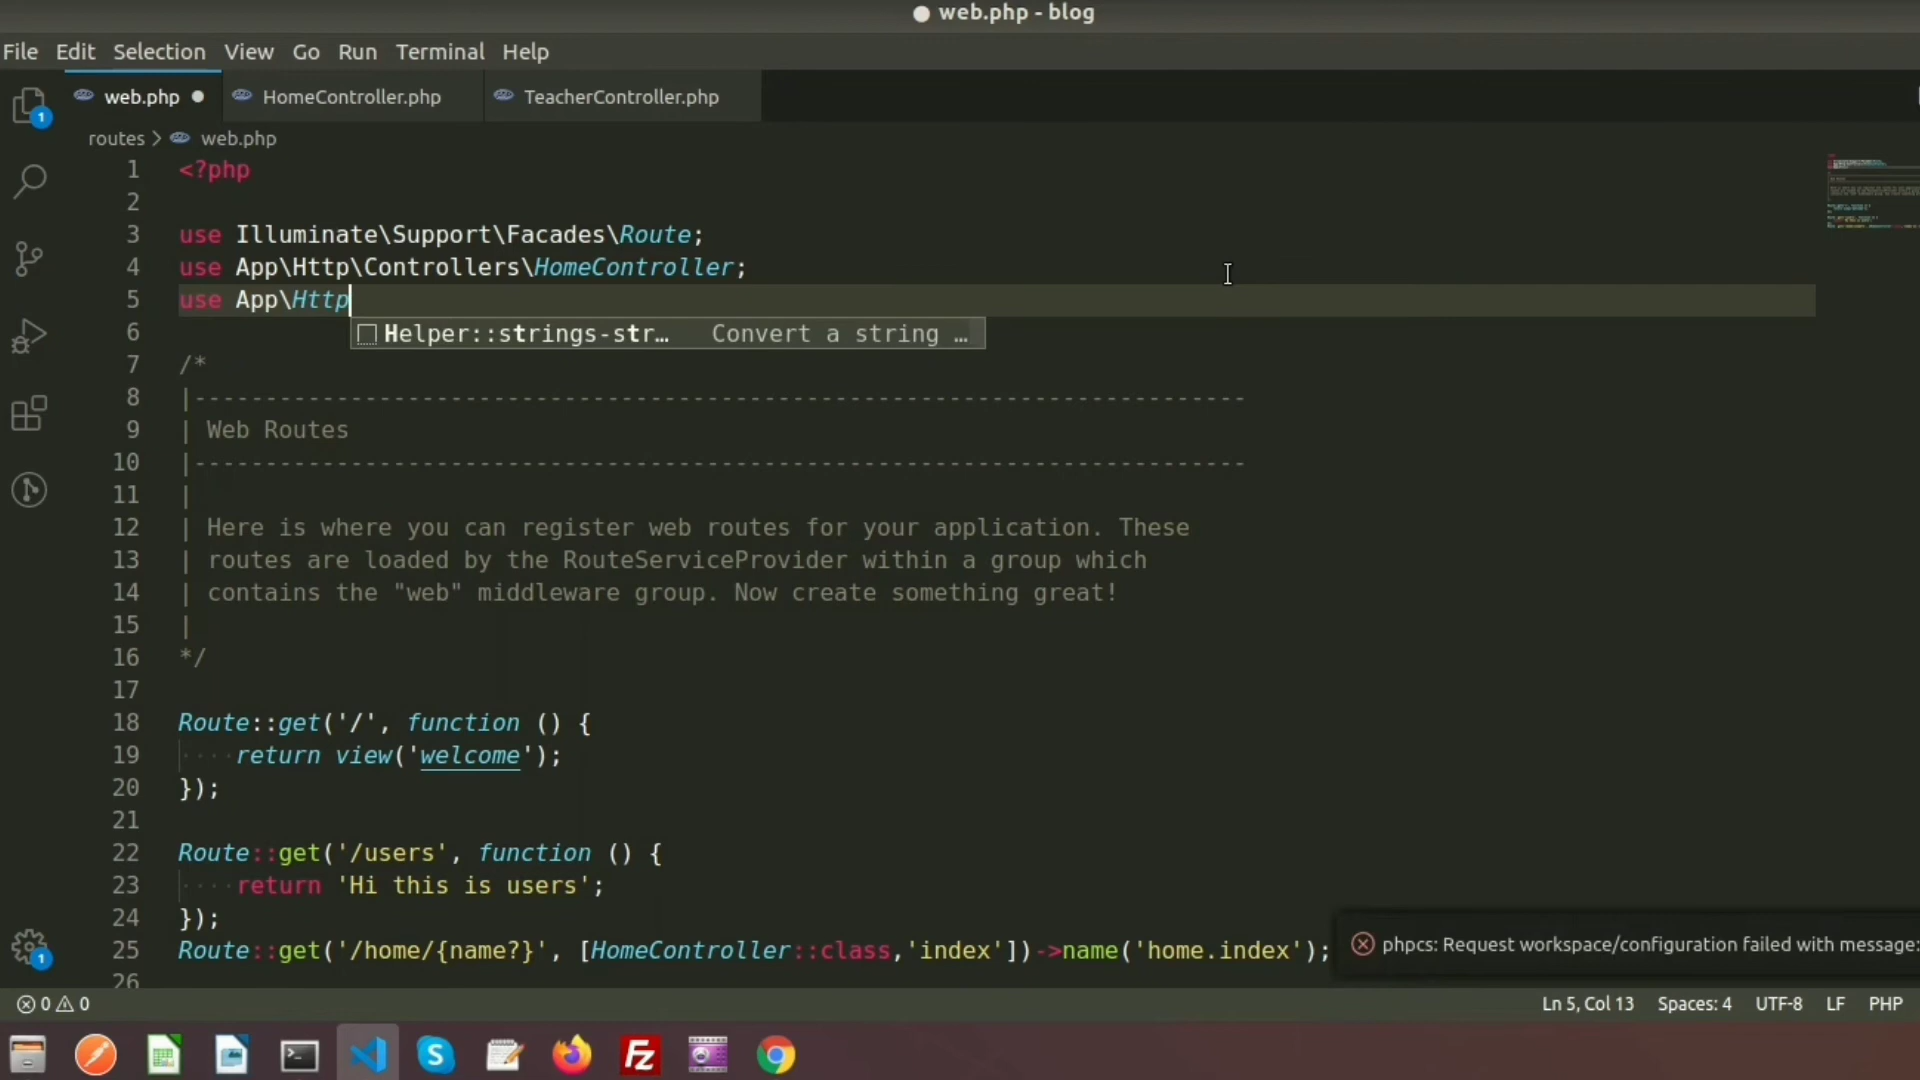 web.php - blog
File Edit Selection View Go Run Terminal Help
web.php HomeController.php TeacherController.php
routes > web.php
1 <?php
2
3 use Illuminate\Support\Facades\Route;
4 use App\Http\Controllers\HomeController;
5 use App\Http
Helper::strings-str… Convert a string …
6
7 /*
8 |--------------------------------------------------------------------------
9 | Web Routes
10 |--------------------------------------------------------------------------
11 |
12 | Here is where you can register web routes for your application. These
13 | routes are loaded by the RouteServiceProvider within a group which
14 | contains the "web" middleware group. Now create something great!
15 |
16 */
17
18 Route::get('/', function () {
19 ····return view('welcome');
20 });
21
22 Route::get('/users', function () {
23 ····return 'Hi this is users';
24 });
25 Route::get('/home/{name?}', [HomeController::class,'index'])->name('home.index');
26
phpcs: Request workspace/configuration failed with message:
0 0 Ln 5, Col 13 Spaces: 4 UTF-8 LF PHP